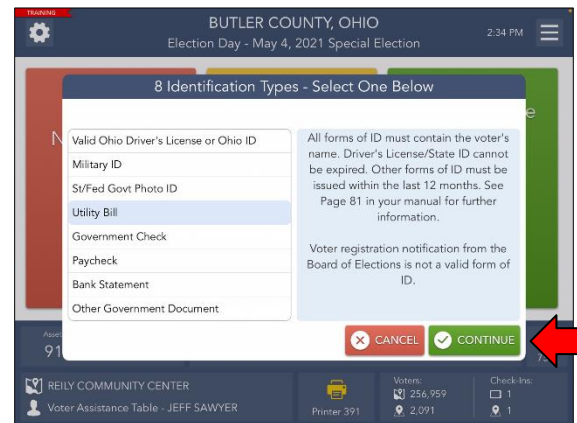 TRAINING
BUTLER COUNTY, OHIO
Election Day - May 4, 2021 Special Election
2:34 PM
8 Identification Types - Select One Below
Valid Ohio Driver's License or Ohio ID
Military ID
St/Fed Govt Photo ID
Utility Bill
Government Check
Paycheck
Bank Statement
Other Government Document
All forms of ID must contain the voter's
name. Driver's License/State ID cannot
be expired. Other forms of ID must be
issued within the last 12 months. See
Page 81 in your manual for further
information.
Voter registration notification from the
Board of Elections is not a valid form of
ID.
CANCEL
CONTINUE
91
REILY COMMUNITY CENTER
Voter Assistance Table - JEFF SAWYER
Printer 391
Voters:
256,959
2,091
Check-Ins:
1
1